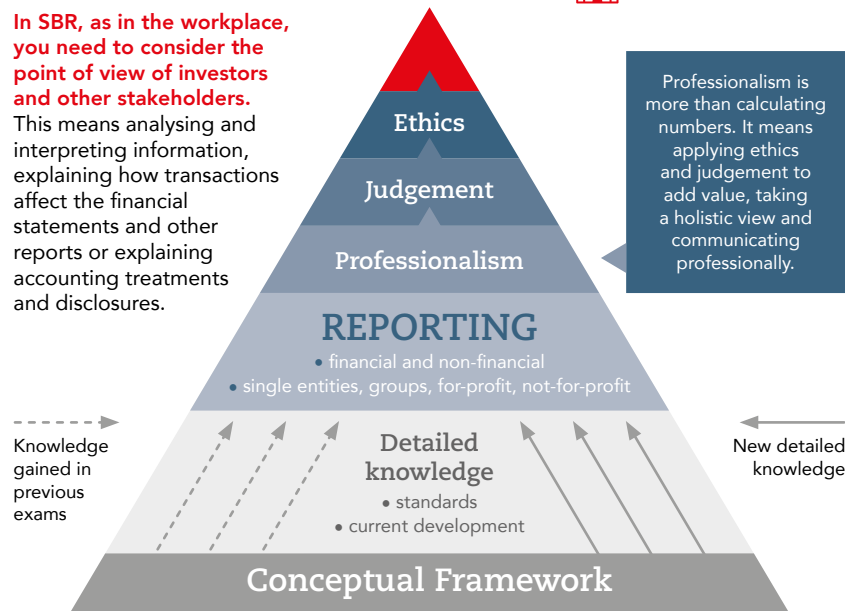 In SBR, as in the workplace,
you need to consider the
point of view of investors
and other stakeholders.
This means analysing and
interpreting information,
explaining how transactions
affect the financial
statements and other
reports or explaining
accounting treatments
and disclosures.
Ethics
Judgement
Professionalism
Professionalism is
more than calculating
numbers. It means
applying ethics
and judgement to
add value, taking
a holistic view and
communicating
professionally.
REPORTING
• financial and non-financial
• single entities, groups, for-profit, not-for-profit
Knowledge
gained in
previous
exams
Detailed
knowledge
• standards
• current development
New detailed
knowledge
Conceptual Framework